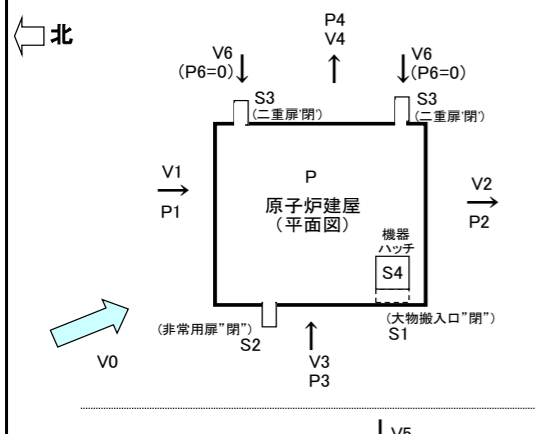 北
P4
V4
V6
(P6=0)
V6
(P6=0)
S3
(二重扉'閉')
S3
(二重扉'閉')
V1
P1
P
原子炉建屋
(平面図)
V2
P2
機器
ハッチ
S4
(非常用扉"閉")
S2
(大物搬入口"閉")
S1
V0
V3
P3
V5